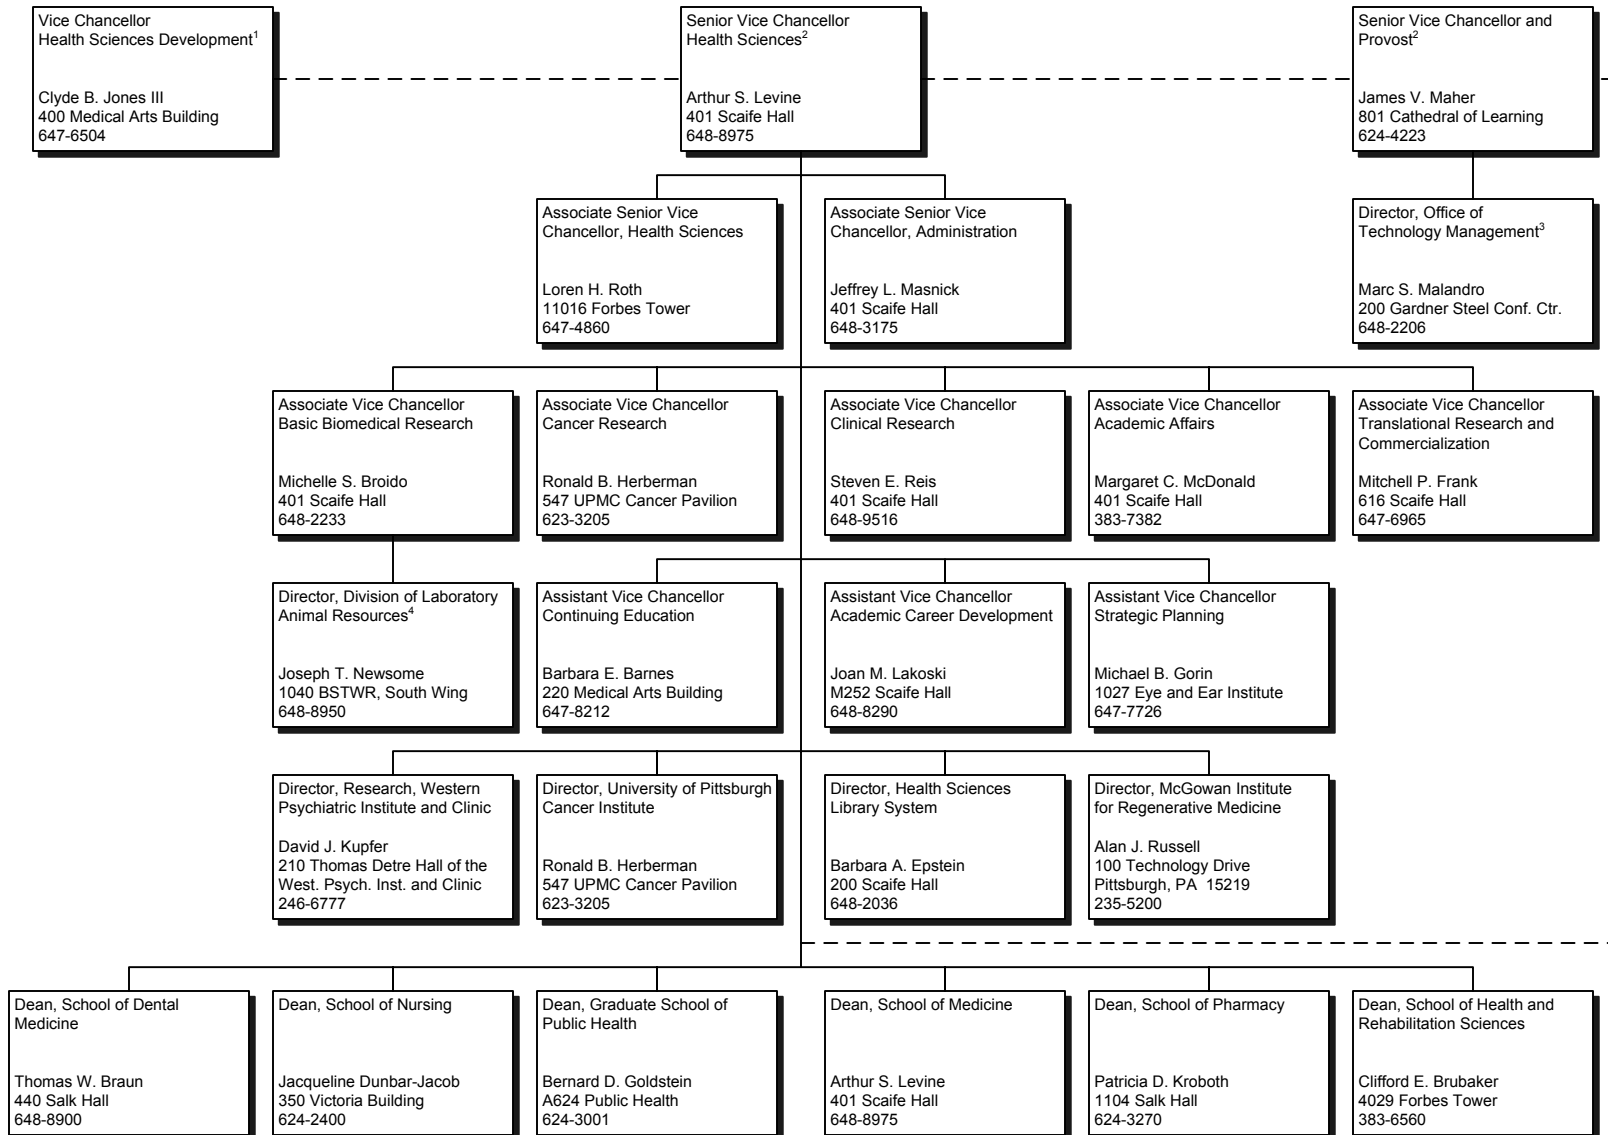 Vice Chancellor
Health Sciences Development¹
Clyde B. Jones III
400 Medical Arts Building
647-6504
Senior Vice Chancellor
Health Sciences²
Arthur S. Levine
401 Scaife Hall
648-8975
Senior Vice Chancellor and
Provost²
James V. Maher
801 Cathedral of Learning
624-4223
Associate Senior Vice
Chancellor, Health Sciences
Loren H. Roth
11016 Forbes Tower
647-4860
Associate Senior Vice
Chancellor, Administration
Jeffrey L. Masnick
401 Scaife Hall
648-3175
Director, Office of
Technology Management³
Marc S. Malandro
200 Gardner Steel Conf. Ctr.
648-2206
Associate Vice Chancellor
Basic Biomedical Research
Michelle S. Broido
401 Scaife Hall
648-2233
Associate Vice Chancellor
Cancer Research
Ronald B. Herberman
547 UPMC Cancer Pavilion
623-3205
Associate Vice Chancellor
Clinical Research
Steven E. Reis
401 Scaife Hall
648-9516
Associate Vice Chancellor
Academic Affairs
Margaret C. McDonald
401 Scaife Hall
383-7382
Associate Vice Chancellor
Translational Research and
Commercialization
Mitchell P. Frank
616 Scaife Hall
647-6965
Director, Division of Laboratory
Animal Resources⁴
Joseph T. Newsome
1040 BSTWR, South Wing
648-8950
Assistant Vice Chancellor
Continuing Education
Barbara E. Barnes
220 Medical Arts Building
647-8212
Assistant Vice Chancellor
Academic Career Development
Joan M. Lakoski
M252 Scaife Hall
648-8290
Assistant Vice Chancellor
Strategic Planning
Michael B. Gorin
1027 Eye and Ear Institute
647-7726
Director, Research, Western
Psychiatric Institute and Clinic
David J. Kupfer
210 Thomas Detre Hall of the
West. Psych. Inst. and Clinic
246-6777
Director, University of Pittsburgh
Cancer Institute
Ronald B. Herberman
547 UPMC Cancer Pavilion
623-3205
Director, Health Sciences
Library System
Barbara A. Epstein
200 Scaife Hall
648-2036
Director, McGowan Institute
for Regenerative Medicine
Alan J. Russell
100 Technology Drive
Pittsburgh, PA 15219
235-5200
Dean, School of Dental
Medicine
Thomas W. Braun
440 Salk Hall
648-8900
Dean, School of Nursing
Jacqueline Dunbar-Jacob
350 Victoria Building
624-2400
Dean, Graduate School of
Public Health
Bernard D. Goldstein
A624 Public Health
624-3001
Dean, School of Medicine
Arthur S. Levine
401 Scaife Hall
648-8975
Dean, School of Pharmacy
Patricia D. Kroboth
1104 Salk Hall
624-3270
Dean, School of Health and
Rehabilitation Sciences
Clifford E. Brubaker
4029 Forbes Tower
383-6560